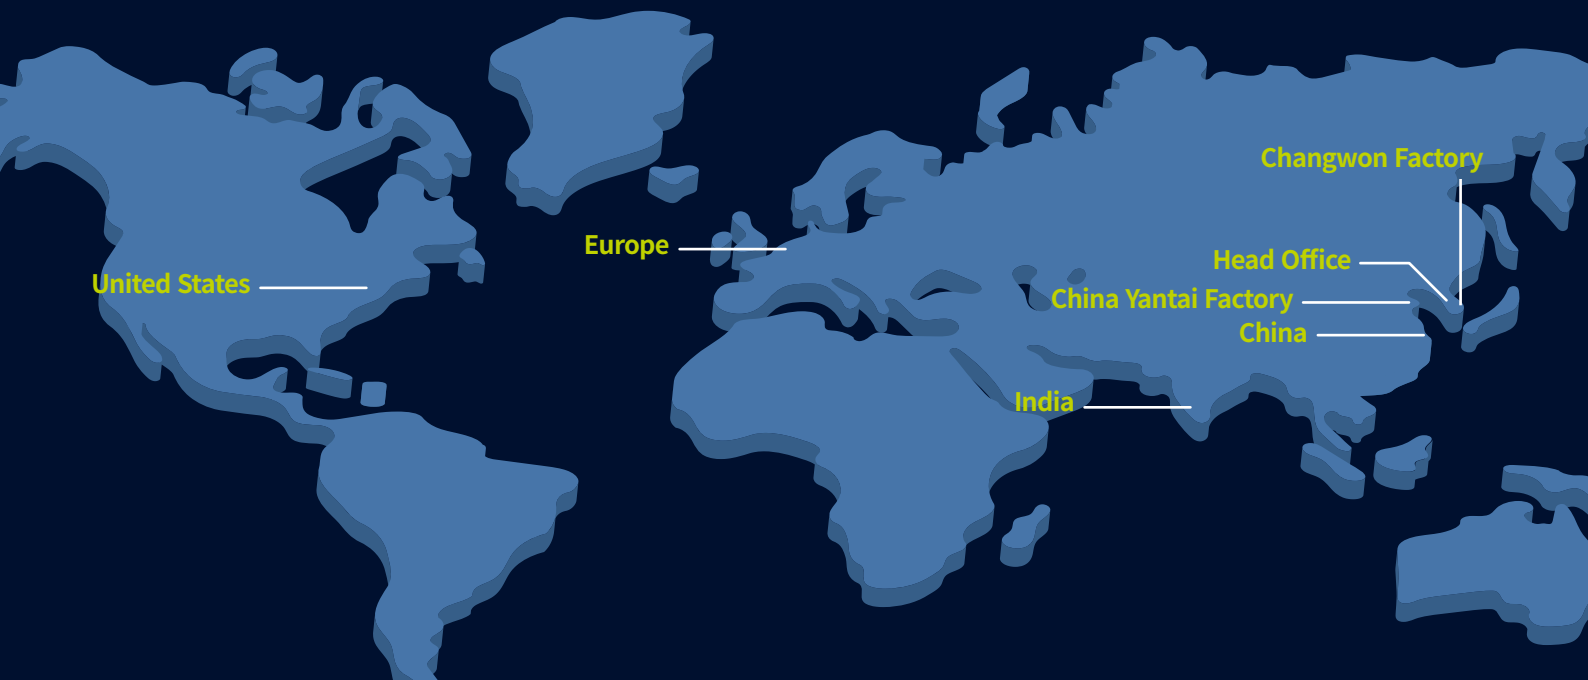 Changwon Factory
Europe
Head Office
United States
China Yantai Factory
China
India